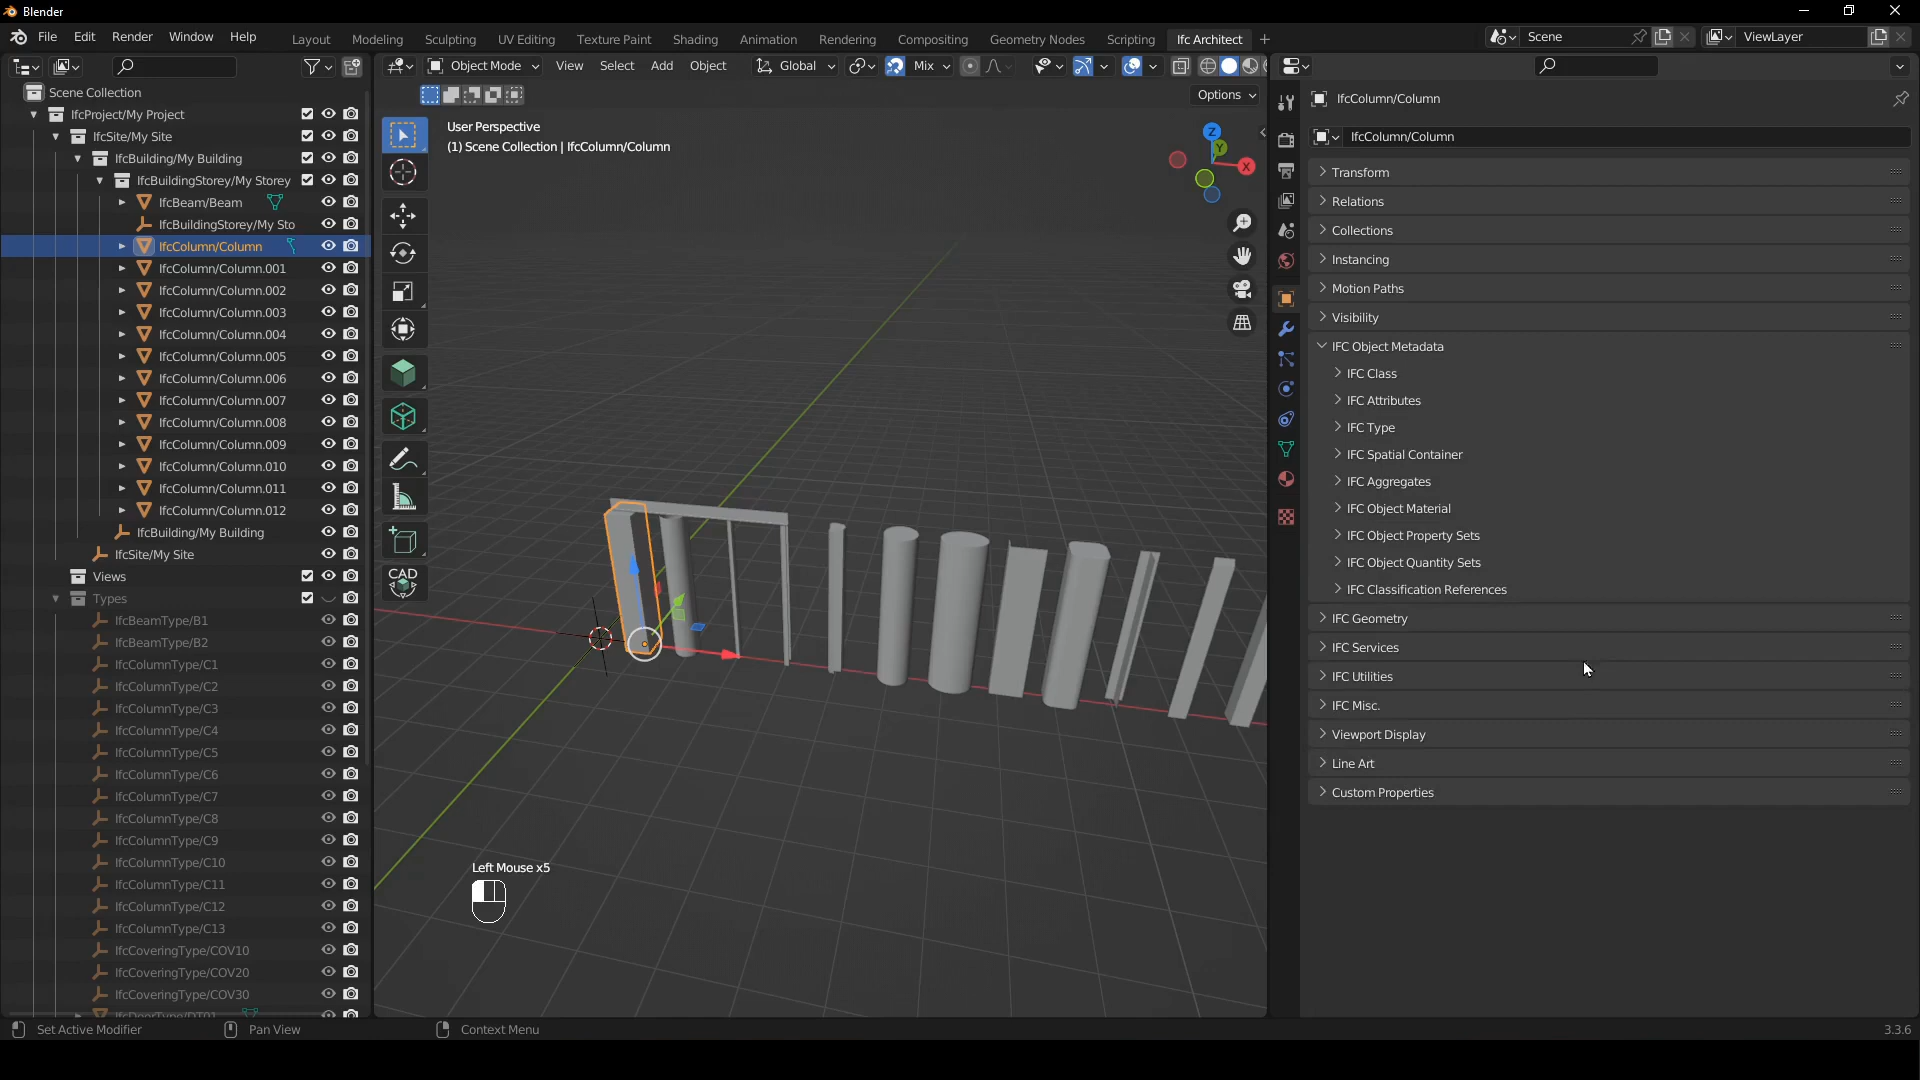 Blender
File Edit Render Window Help
Layout Modeling Sculpting UV Editing Texture Paint Shading Animation Rendering Compositing Geometry Nodes Scripting Ifc Architect +
Scene
ViewLayer
Object Mode View Select Add Object Global Mix
Options
Scene Collection
IfcProject/My Project
IfcSite/My Site
IfcBuilding/My Building
IfcBuildingStorey/My Storey
IfcBeam/Beam
IfcBuildingStorey/My Sto
IfcColumn/Column
IfcColumn/Column.001
IfcColumn/Column.002
IfcColumn/Column.003
IfcColumn/Column.004
IfcColumn/Column.005
IfcColumn/Column.006
IfcColumn/Column.007
IfcColumn/Column.008
IfcColumn/Column.009
IfcColumn/Column.010
IfcColumn/Column.011
IfcColumn/Column.012
IfcBuilding/My Building
IfcSite/My Site
Views
Types
IfcBeamType/B1
IfcBeamType/B2
IfcColumnType/C1
IfcColumnType/C2
IfcColumnType/C3
IfcColumnType/C4
IfcColumnType/C5
IfcColumnType/C6
IfcColumnType/C7
IfcColumnType/C8
IfcColumnType/C9
IfcColumnType/C10
IfcColumnType/C11
IfcColumnType/C12
IfcColumnType/C13
IfcCoveringType/COV10
IfcCoveringType/COV20
IfcCoveringType/COV30
IfcDoorType/DT01
User Perspective
(1) Scene Collection | IfcColumn/Column
Z
Y
X
CAD
Left Mouse x5
IfcColumn/Column
IfcColumn/Column
Transform
Relations
Collections
Instancing
Motion Paths
Visibility
IFC Object Metadata
IFC Class
IFC Attributes
IFC Type
IFC Spatial Container
IFC Aggregates
IFC Object Material
IFC Object Property Sets
IFC Object Quantity Sets
IFC Classification References
IFC Geometry
IFC Services
IFC Utilities
IFC Misc.
Viewport Display
Line Art
Custom Properties
Set Active Modifier Pan View Context Menu 3.3.6